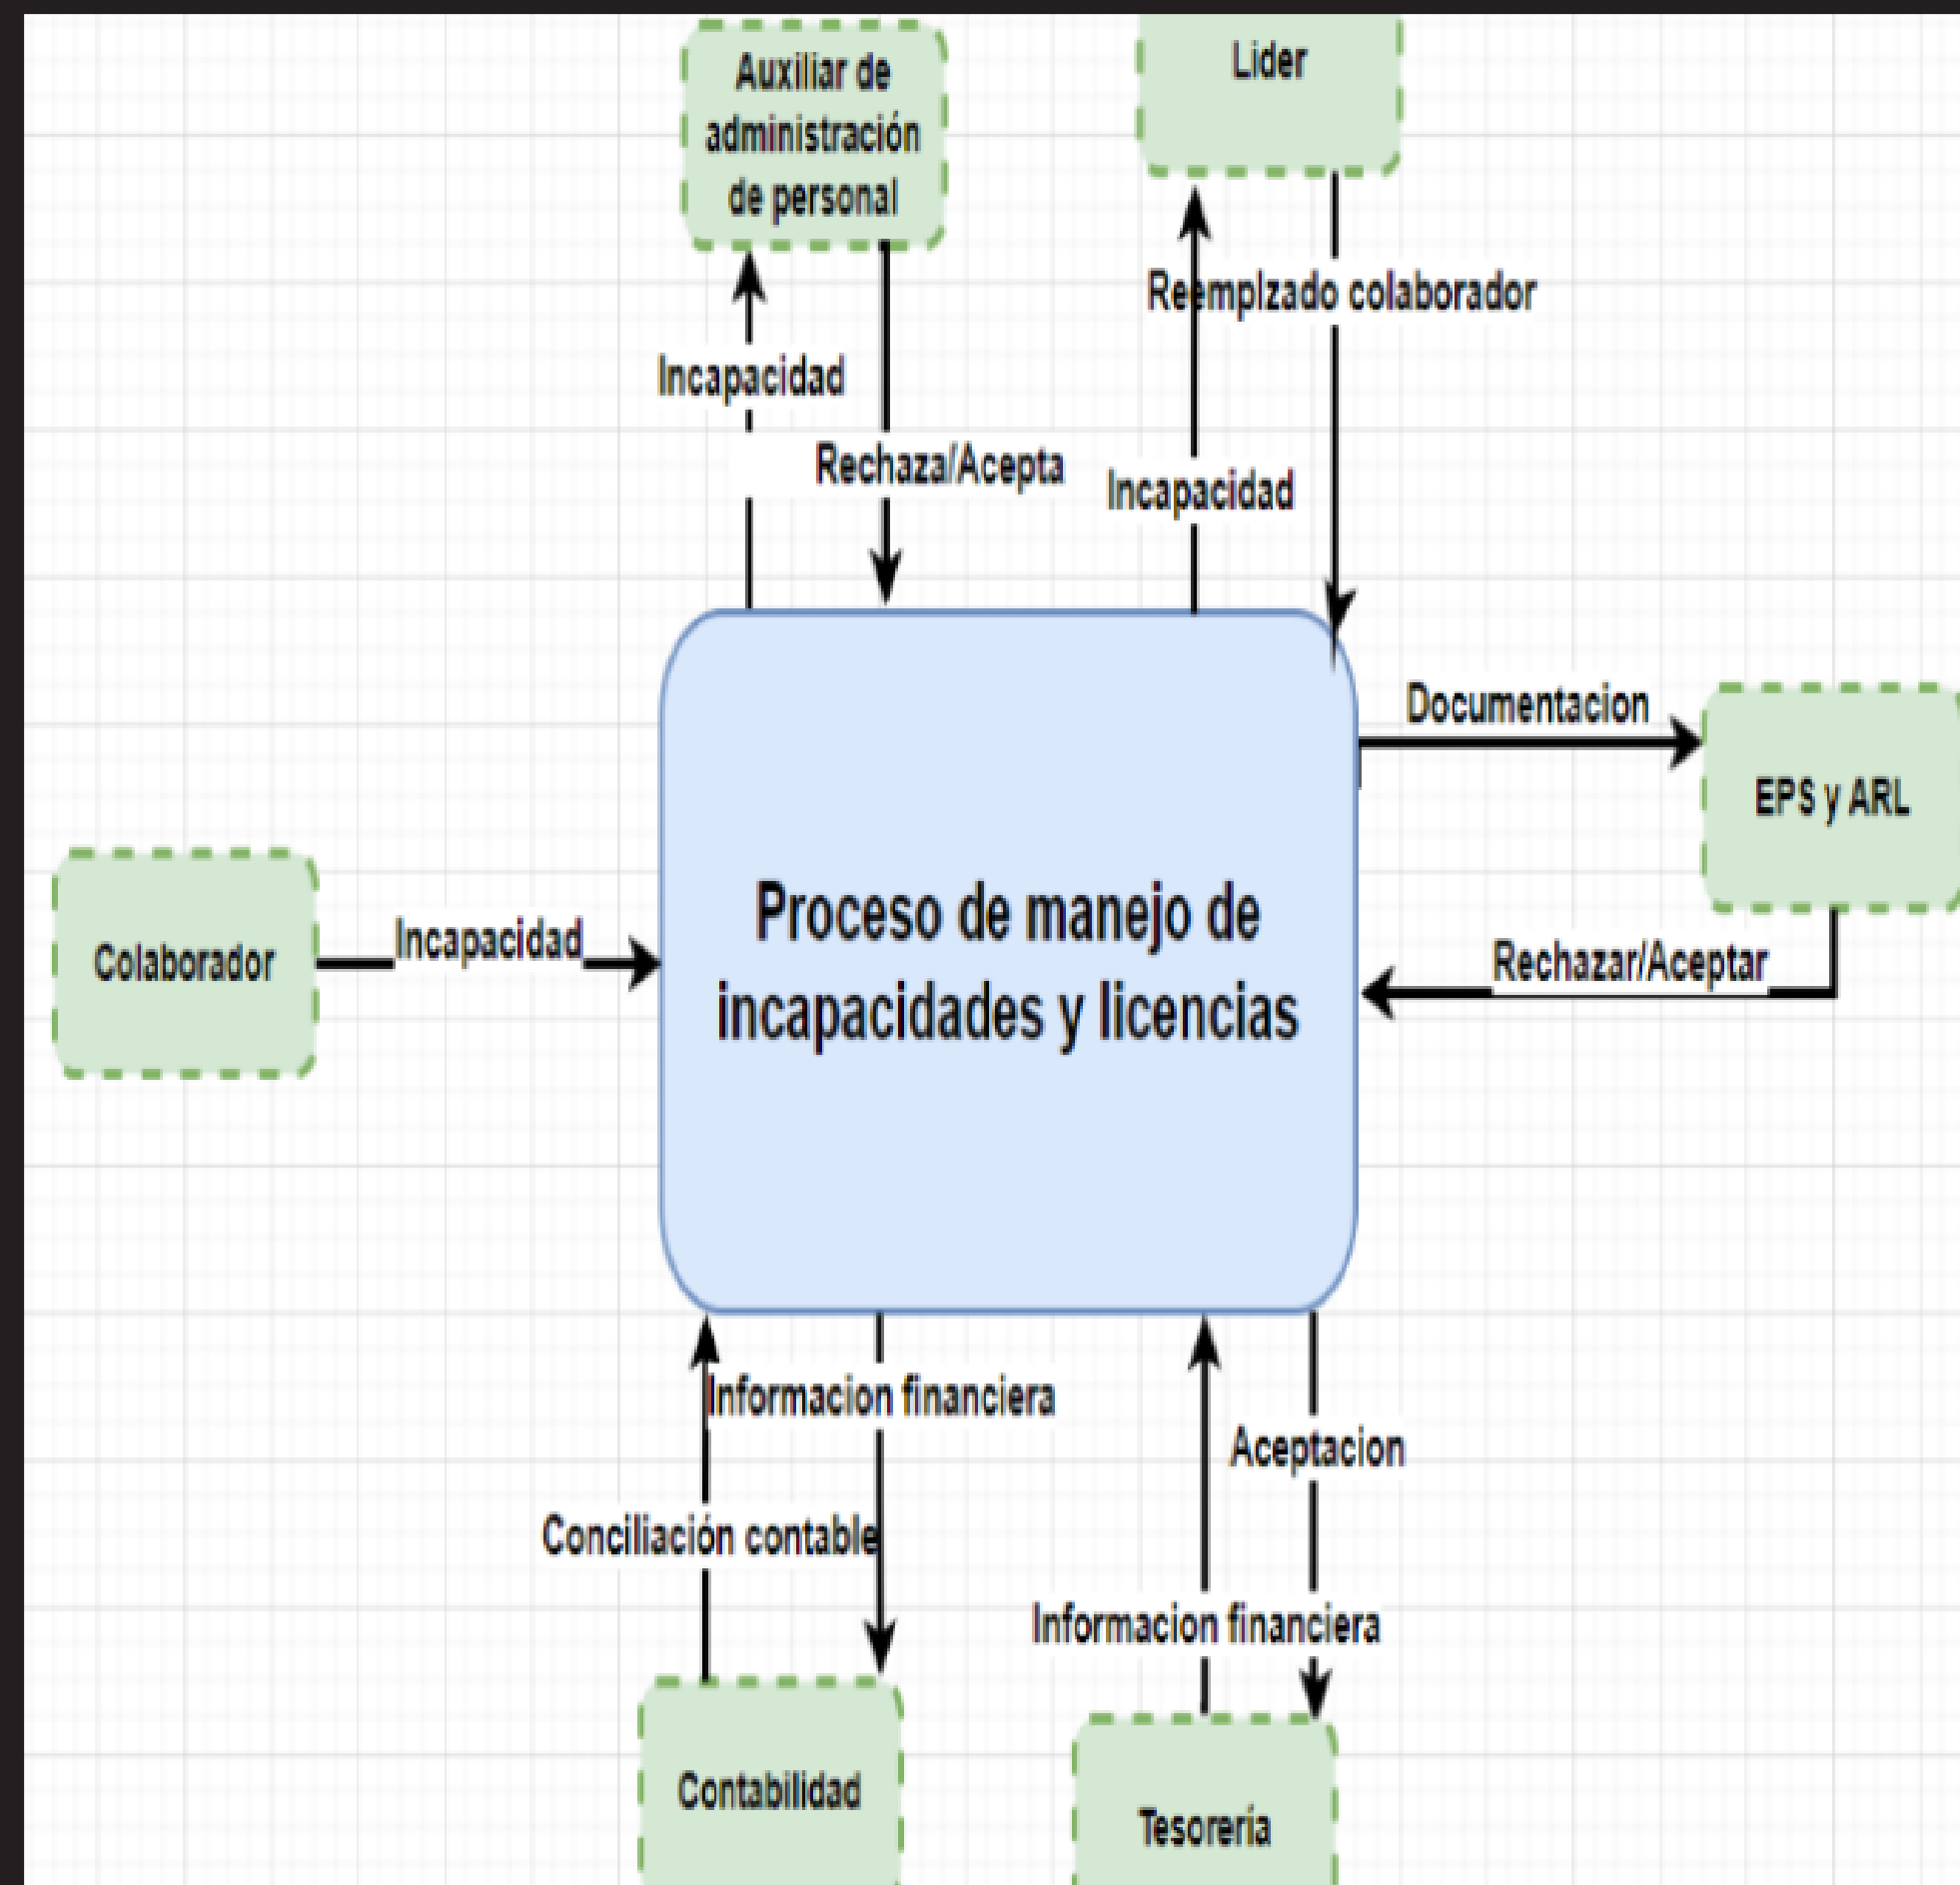 Auxiliar de
administración
de personal
Lider
Incapacidad
Rechaza/Acepta
Reemplzado colaborador
Incapacidad
Documentacion
EPS y ARL
Rechazar/Aceptar
Colaborador
Incapacidad
Proceso de manejo de
incapacidades y licencias
Informacion financiera
Conciliación contable
Aceptacion
Informacion financiera
Contabilidad
Tesorería